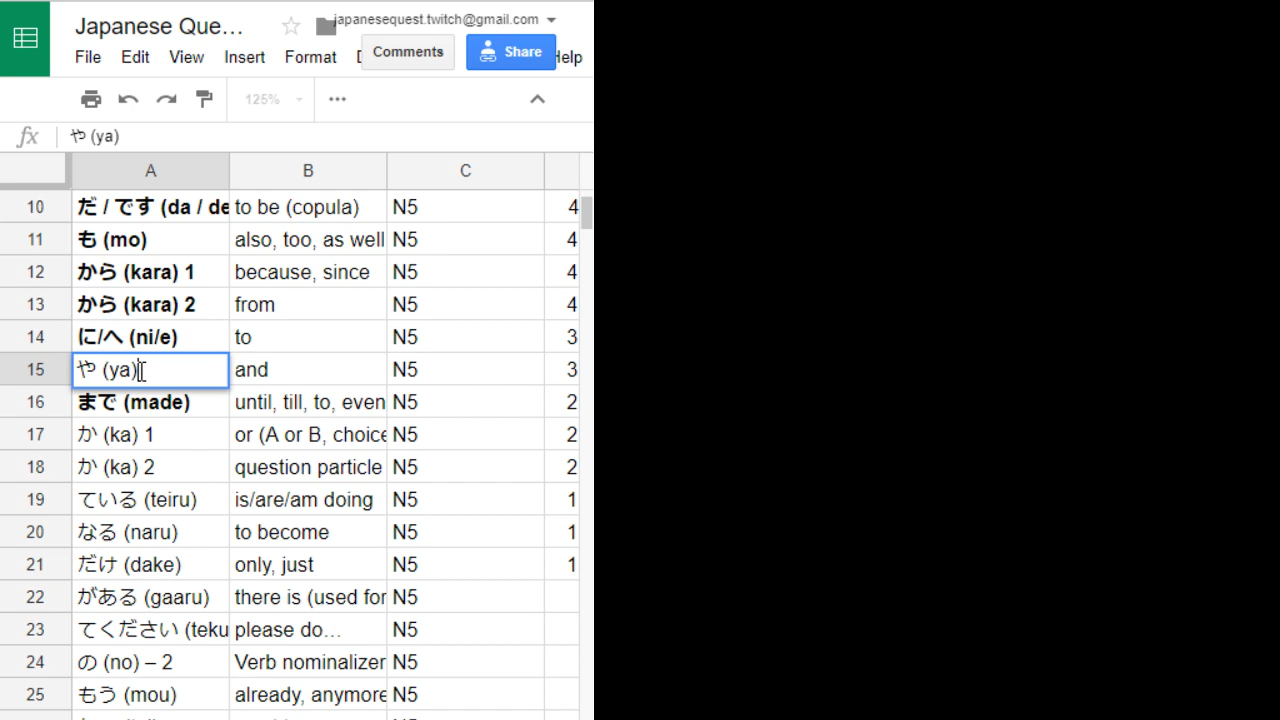 Japanese Que...
japanesequest.twitch@gmail.com
File Edit View Insert Format Help
Comments
Share
125%
fx や (ya)
A B C
10 だ / です (da / de to be (copula) N5 4
11 も (mo) also, too, as well N5 4
12 から (kara) 1 because, since N5 4
13 から (kara) 2 from N5 4
14 に/へ (ni/e) to N5 3
15 や (ya) and N5 3
16 まで (made) until, till, to, even N5 2
17 か (ka) 1 or (A or B, choice N5 2
18 か (ka) 2 question particle N5 2
19 ている (teiru) is/are/am doing N5 1
20 なる (naru) to become N5 1
21 だけ (dake) only, just N5 1
22 がある (gaaru) there is (used for N5
23 てください (teku please do… N5
24 の (no) – 2 Verb nominalizer N5
25 もう (mou) already, anymore N5